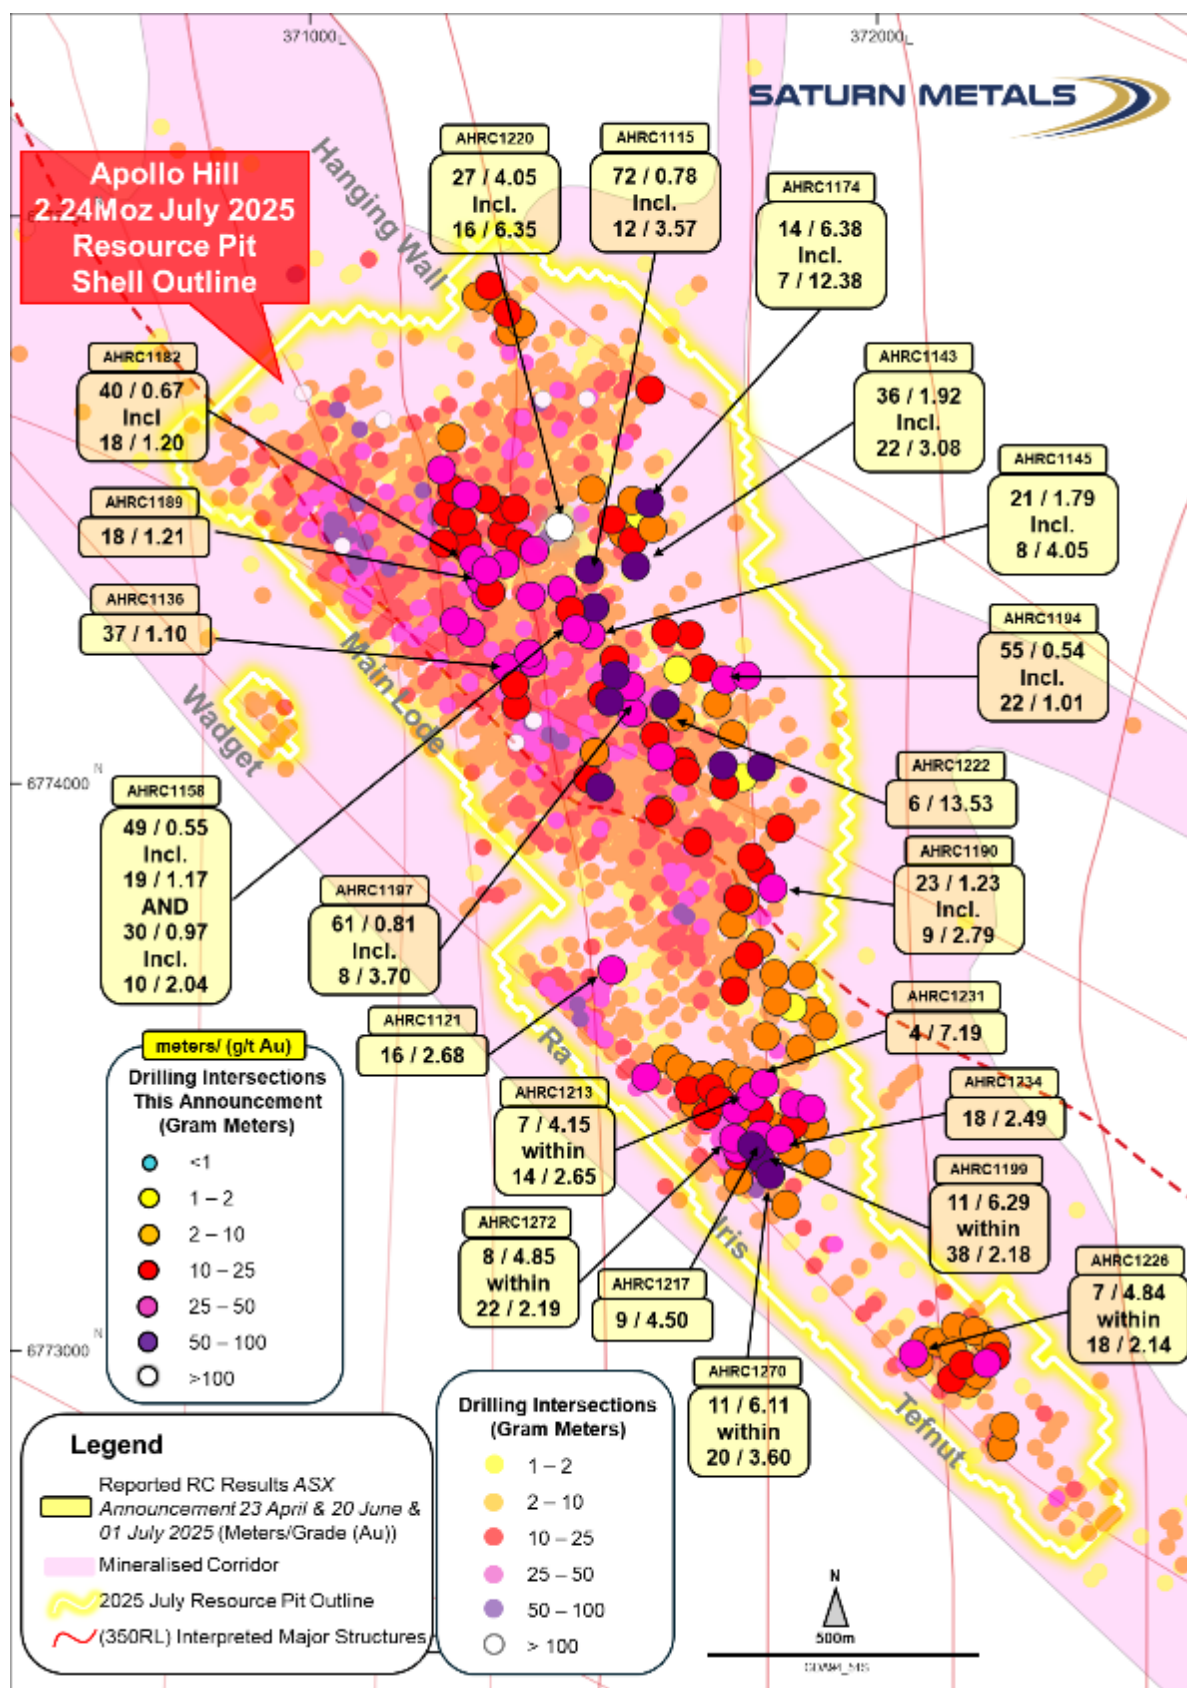 371000
L
372000
L
SATURN METALS
Apollo Hill
2.24Moz July 2025
Resource Pit
Shell Outline
Hanging Wall
AHRC1220
27 / 4.05
Incl.
16 / 6.35
AHRC1115
72 / 0.78
Incl.
12 / 3.57
AHRC1174
14 / 6.38
Incl.
7 / 12.38
AHRC1182
40 / 0.67
Incl
18 / 1.20
AHRC1143
36 / 1.92
Incl.
22 / 3.08
AHRC1145
21 / 1.79
Incl.
8 / 4.05
AHRC1189
18 / 1.21
AHRC1136
37 / 1.10
AHRC1194
55 / 0.54
Incl.
22 / 1.01
Main Lode
Wadget
6774000
N
AHRC1222
6 / 13.53
AHRC1158
49 / 0.55
Incl.
19 / 1.17
AND
30 / 0.97
Incl.
10 / 2.04
AHRC1190
23 / 1.23
Incl.
9 / 2.79
AHRC1197
61 / 0.81
Incl.
8 / 3.70
AHRC1121
16 / 2.68
AHRC1231
4 / 7.19
Ra
AHRC1213
7 / 4.15
within
14 / 2.65
AHRC1234
18 / 2.49
AHRC1199
11 / 6.29
within
38 / 2.18
AHRC1272
8 / 4.85
within
22 / 2.19
AHRC1217
9 / 4.50
Iris
AHRC1226
7 / 4.84
within
18 / 2.14
AHRC1270
11 / 6.11
within
20 / 3.60
Tefnut
6773000
N
meters/ (g/t Au)
Drilling Intersections
This Announcement
(Gram Meters)
<1
1 – 2
2 – 10
10 – 25
25 – 50
50 – 100
>100
Drilling Intersections
(Gram Meters)
1 – 2
2 – 10
10 – 25
25 – 50
50 – 100
> 100
Legend
Reported RC Results ASX
Announcement 23 April & 20 June &
01 July 2025 (Meters/Grade (Au))
Mineralised Corridor
2025 July Resource Pit Outline
(350RL) Interpreted Major Structures
N
500m